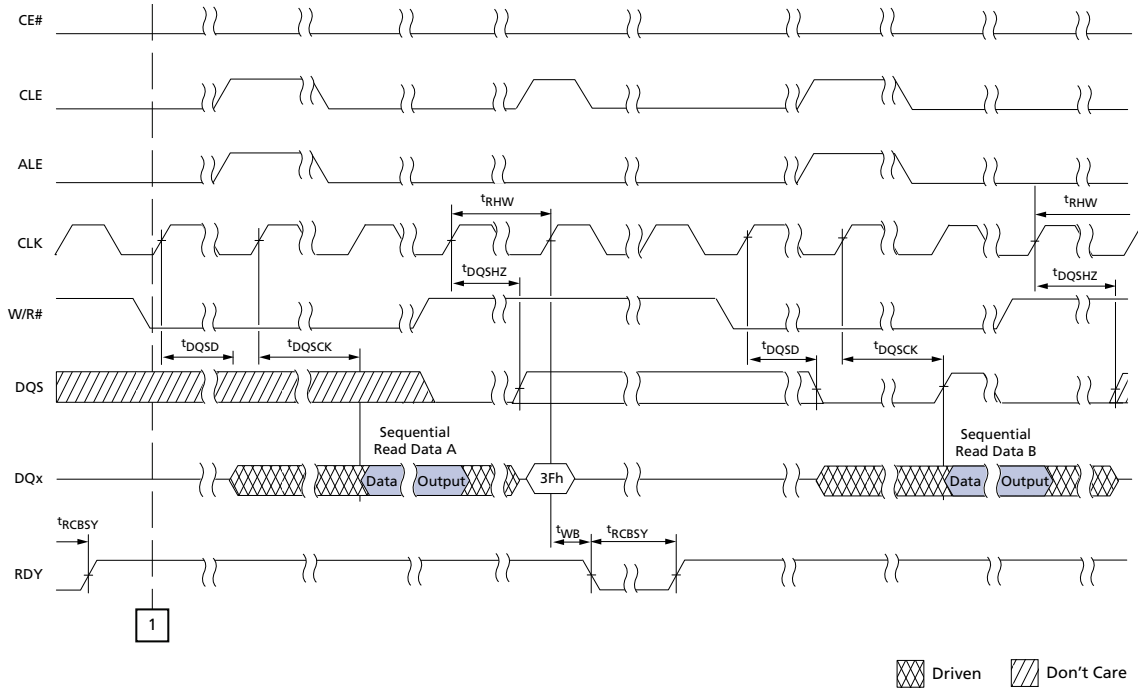 CE#
CLE
ALE
tRHW
tRHW
CLK
tDQSHZ
tDQSHZ
W/R#
tDQSD
tDQSCK
tDQSD
tDQSCK
DQS
Sequential
Read Data A
Sequential
Read Data B
DQx
Data
Output
3Fh
Data
Output
tRCBSY
tWB
tRCBSY
RDY
1
Driven
Don't Care